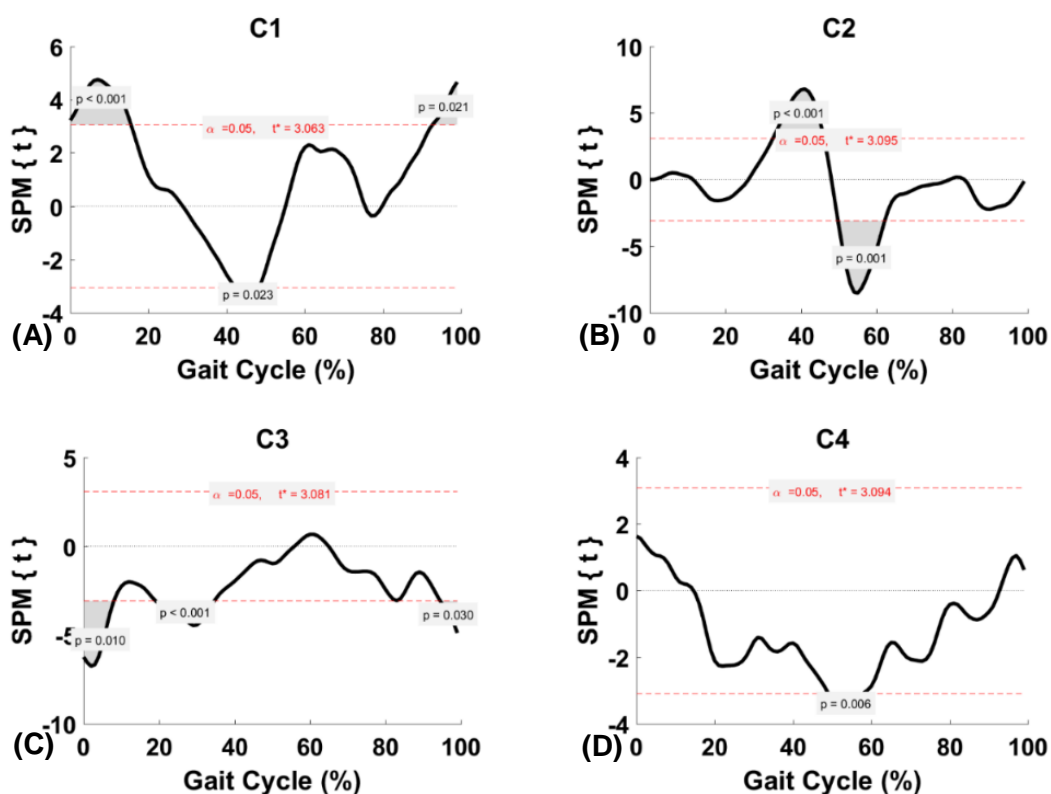 C1
6
4
2
0
-2
-4
SPM { t }
p < 0.001
p = 0.021
α =0.05, t* = 3.063
p = 0.023
0 20 40 60 80 100
Gait Cycle (%)
(A)
C2
10
5
0
-5
-10
SPM { t }
p < 0.001
α =0.05, t* = 3.095
p = 0.001
0 20 40 60 80 100
Gait Cycle (%)
(B)
C3
5
0
-5
-10
SPM { t }
α =0.05, t* = 3.081
p < 0.001
p = 0.030
p = 0.010
0 20 40 60 80 100
Gait Cycle (%)
(C)
C4
4
2
0
-2
-4
SPM { t }
α =0.05, t* = 3.094
p = 0.006
0 20 40 60 80 100
Gait Cycle (%)
(D)